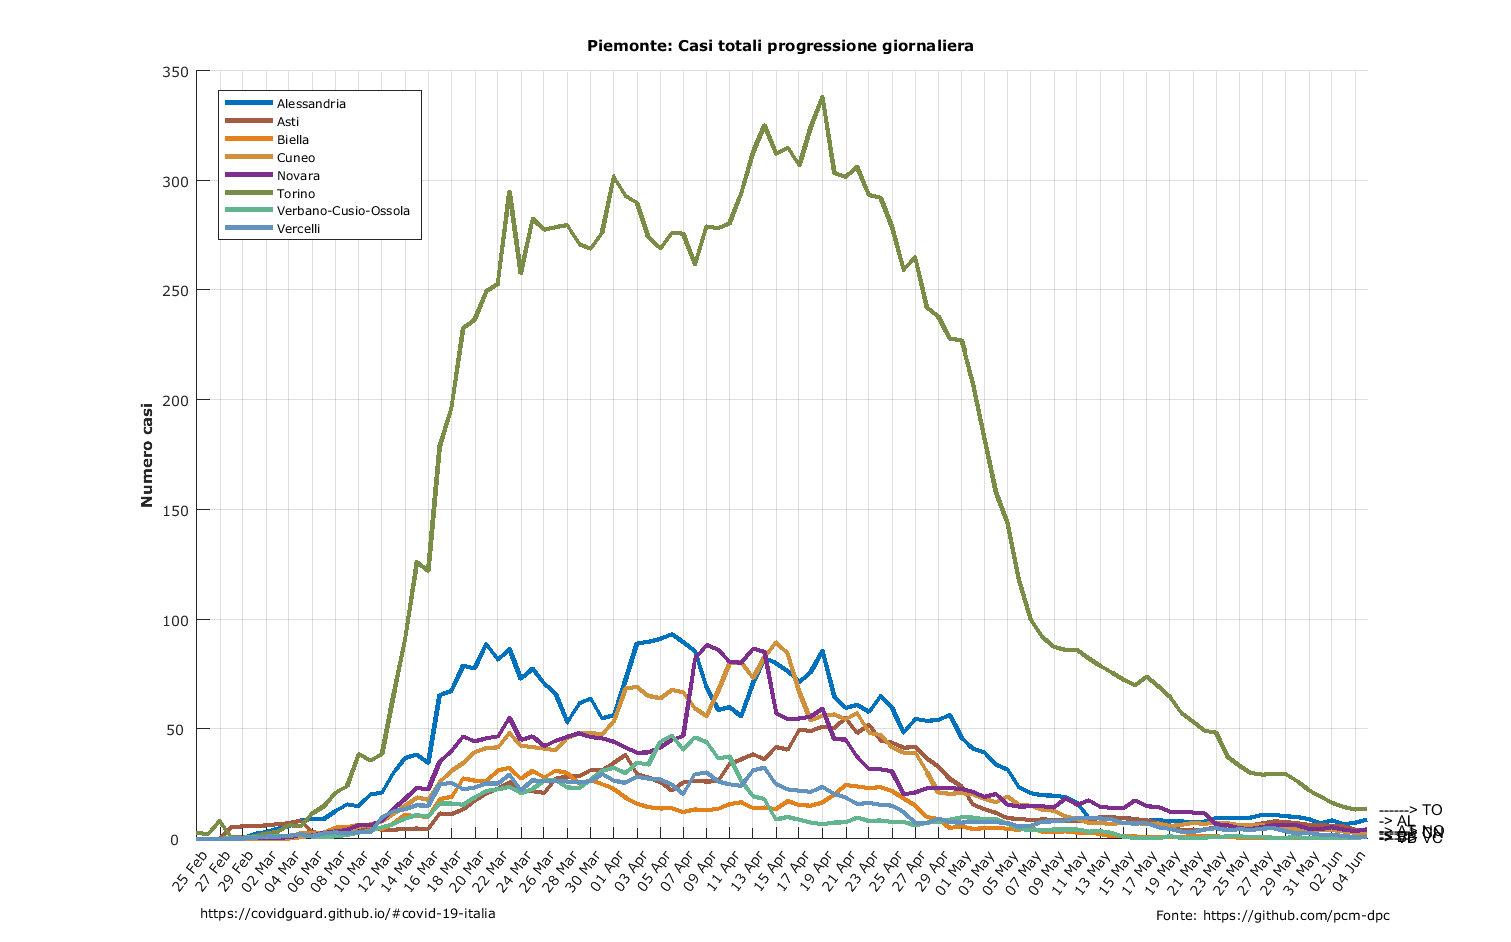 Piemonte: Casi totali progressione giornaliera
350
300
250
200
150
100
50
0
Numero casi
Alessandria
Asti
Biella
Cuneo
Novara
Torino
Verbano-Cusio-Ossola
Vercelli
------> TO
-> AL
25 Feb
27 Feb
29 Feb
02 Mar
04 Mar
06 Mar
08 Mar
10 Mar
12 Mar
14 Mar
16 Mar
18 Mar
20 Mar
22 Mar
24 Mar
26 Mar
28 Mar
30 Mar
01 Apr
03 Apr
05 Apr
07 Apr
09 Apr
11 Apr
13 Apr
15 Apr
17 Apr
19 Apr
21 Apr
23 Apr
25 Apr
27 Apr
29 Apr
01 May
03 May
05 May
07 May
09 May
11 May
13 May
15 May
17 May
19 May
21 May
23 May
25 May
27 May
29 May
31 May
02 Jun
04 Jun
https://covidguard.github.io/#covid-19-italia
Fonte: https://github.com/pcm-dpc